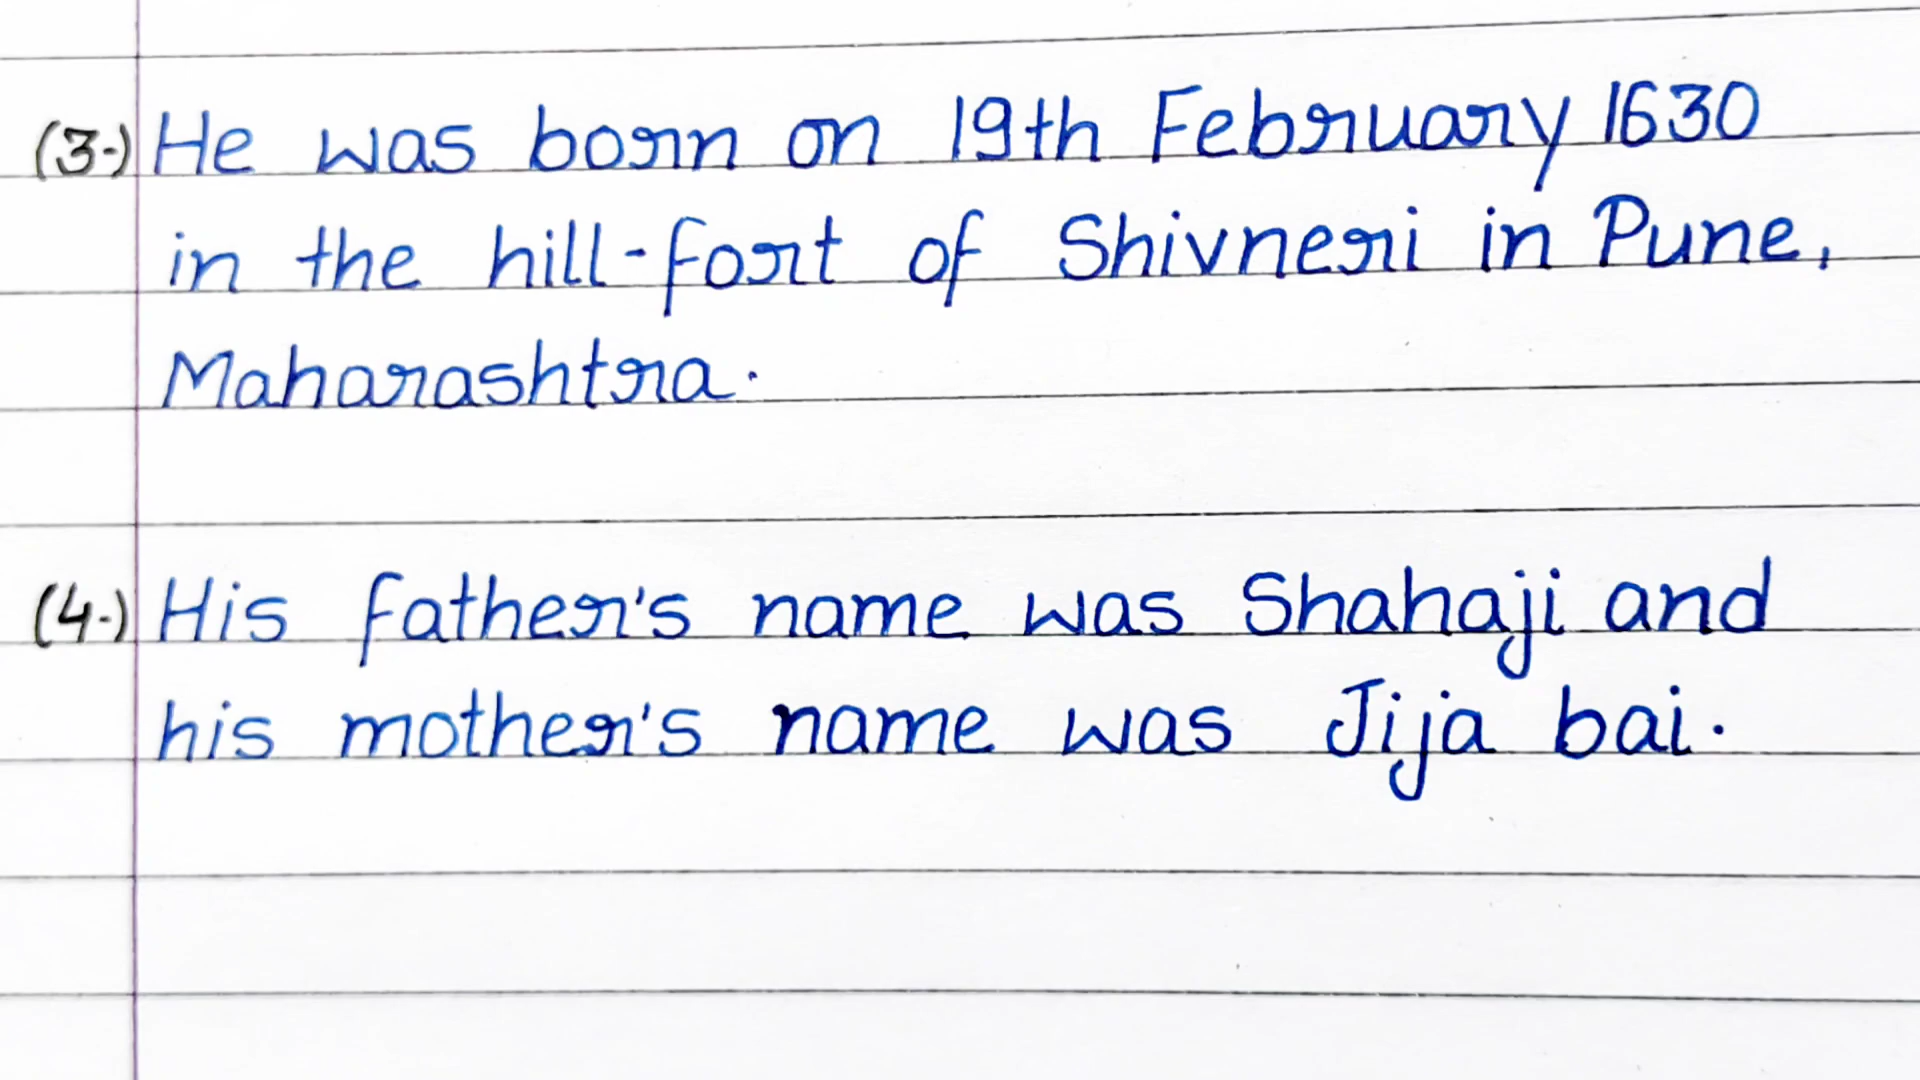 (3.) He was born on 19th February 1630
in the hill-fort of Shivneri in Pune,
Maharashtra.
(4.) His father's name was Shahaji and
his mother's name was Jija bai.